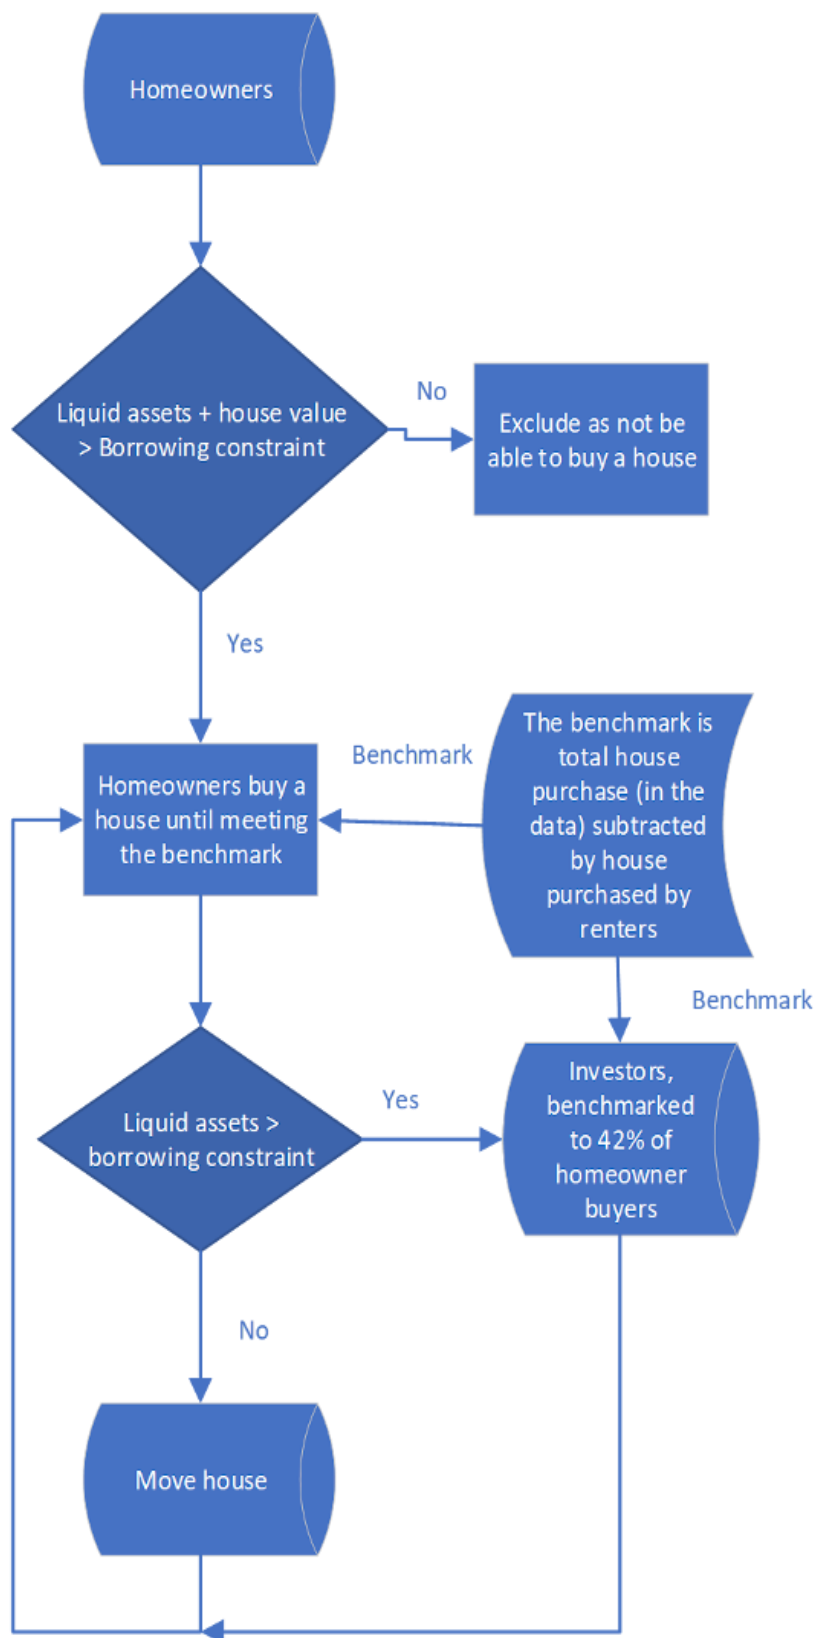 Homeowners
Liquid assets + house value
> Borrowing constraint
No
Exclude as not be
able to buy a house
Yes
Homeowners buy a
house until meeting
the benchmark
Benchmark
The benchmark is
total house
purchase (in the
data) subtracted
by house
purchased by
renters
Benchmark
Liquid assets >
borrowing constraint
Yes
Investors,
benchmarked
to 42% of
homeowner
buyers
No
Move house